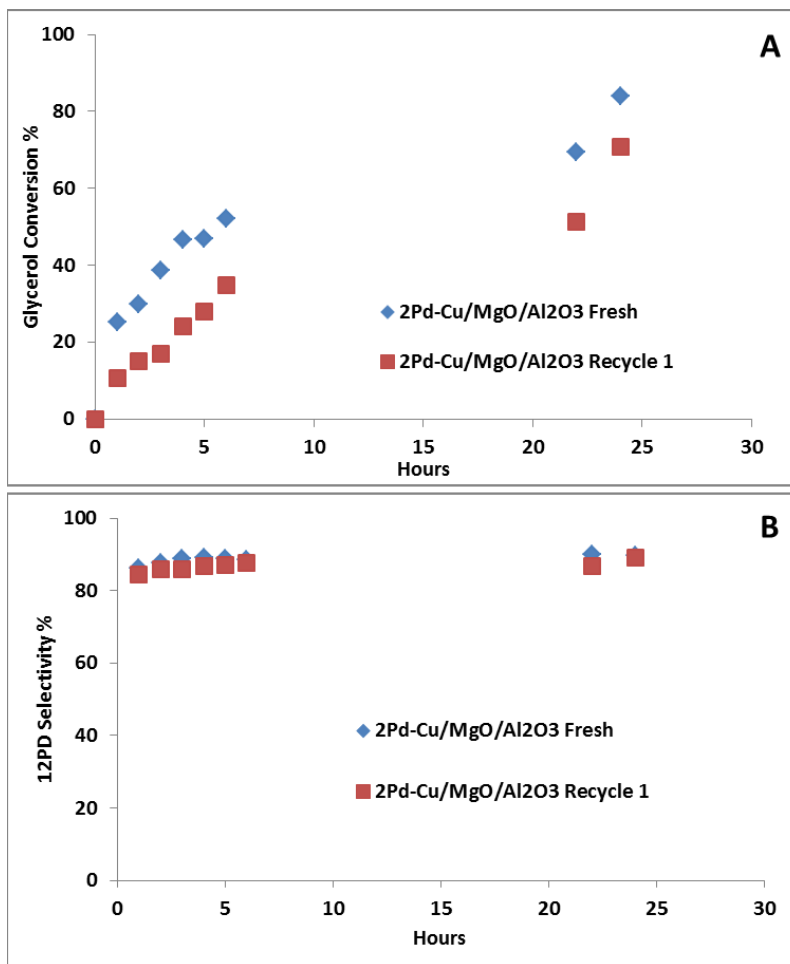 A
Glycerol Conversion %
100
80
60
40
20
0
2Pd-Cu/MgO/Al2O3 Fresh
2Pd-Cu/MgO/Al2O3 Recycle 1
0 5 10 15 20 25 30
Hours
B
12PD Selectivity %
100
80
60
40
20
0
2Pd-Cu/MgO/Al2O3 Fresh
2Pd-Cu/MgO/Al2O3 Recycle 1
0 5 10 15 20 25 30
Hours